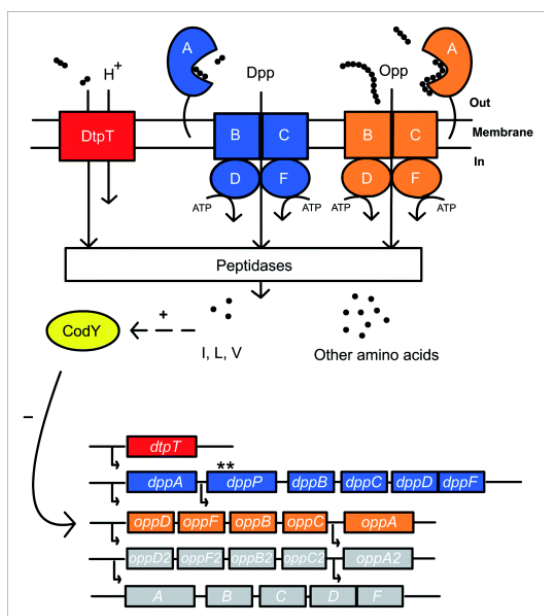 A
H+
Dpp
Opp
A
Out
DtpT
B
C
B
C
Membrane
In
D
F
D
F
ATP
ATP
ATP
ATP
Peptidases
CodY
+
I, L, V
Other amino acids
–
dtpT
**
dppA
dppP
dppB
dppC
dppD
dppF
oppD
oppF
oppB
oppC
oppA
oppD2
oppF2
oppB2
oppC2
oppA2
A
B
C
D
F